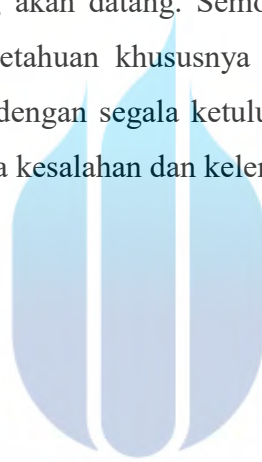 akan datang. Semo
etahuan khususnya
dengan segala ketulu
a kesalahan dan keler